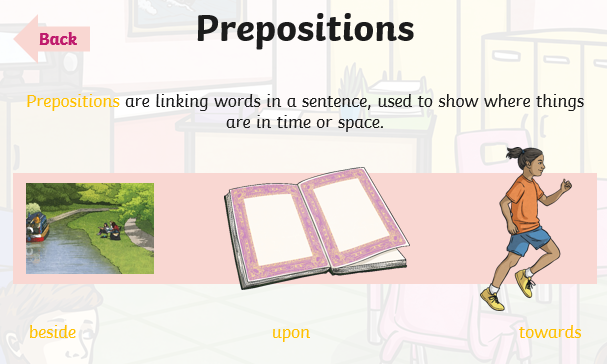 Back
Prepositions
Prepositions are linking words in a sentence, used to show where things
are in time or space.
beside
upon
towards